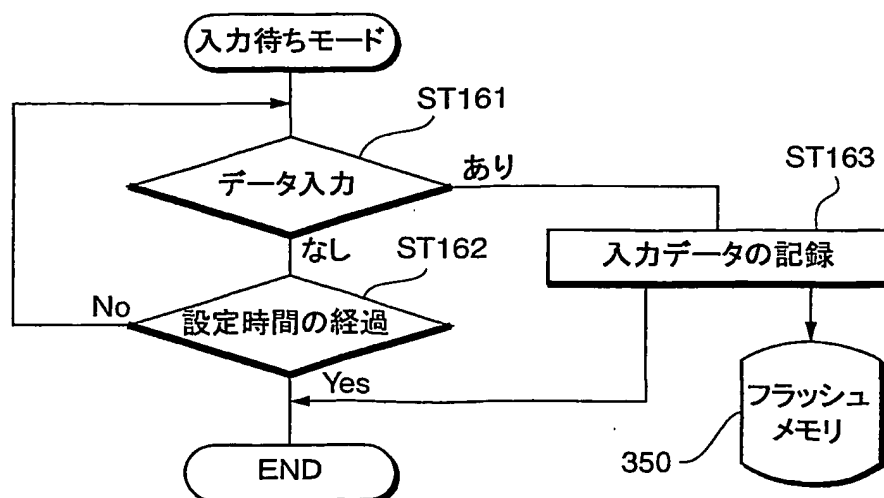 入力待ちモード
ST161
データ入力
あり
ST163
なし
ST162
入力データの記録
No
設定時間の経過
Yes
フラッシュ
メモリ
350
END